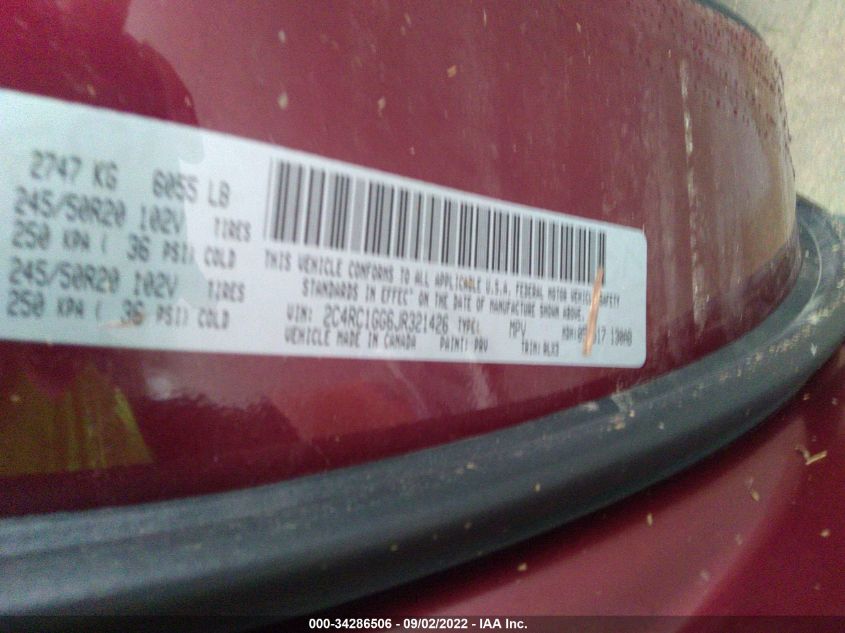 2747 KG 6055 LB
245/50R20 102V TIRES
250 KPA ( 36 PSI) COLD
245/50R20 102V TIRES
250 KPA ( 36 PSI) COLD
THIS VEHICLE CONFORMS TO ALL APPLICABLE U.S.A. FEDERAL MOTOR VEHICLE SAFETY
STANDARDS IN EFFECT ON THE DATE OF MANUFACTURE SHOWN ABOVE.
VIN: 2C4RC1GG6JR321426 TYPE: MPV
VEHICLE MADE IN CANADA PAINT: PRV TRIM:
000-34286506 - 09/02/2022 - IAA Inc.